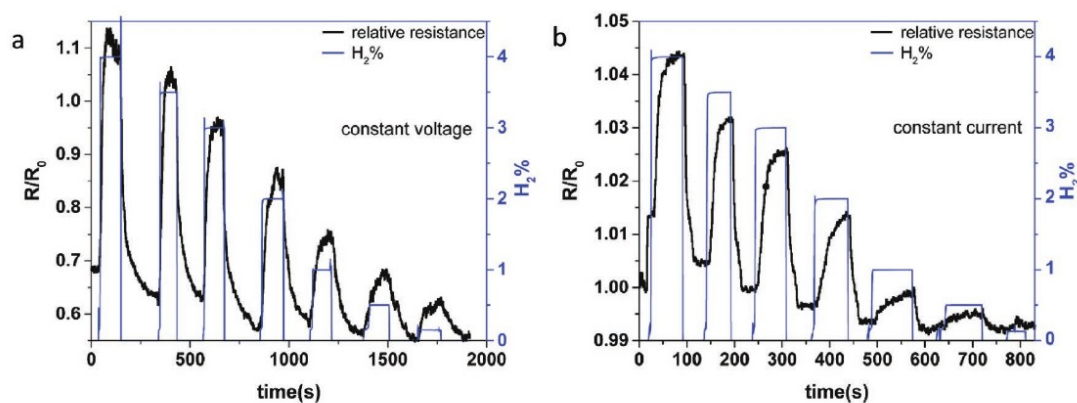 a
relative resistance
H₂%
constant voltage
R/R₀
1.1
1.0
0.9
0.8
0.7
0.6
0
500
1000
1500
2000
time(s)
4
3
2
1
0
H₂%
b
relative resistance
H₂%
constant current
R/R₀
1.05
1.04
1.03
1.02
1.01
1.00
0.99
0
100
200
300
400
500
600
700
800
time(s)
4
3
2
1
0
H₂%